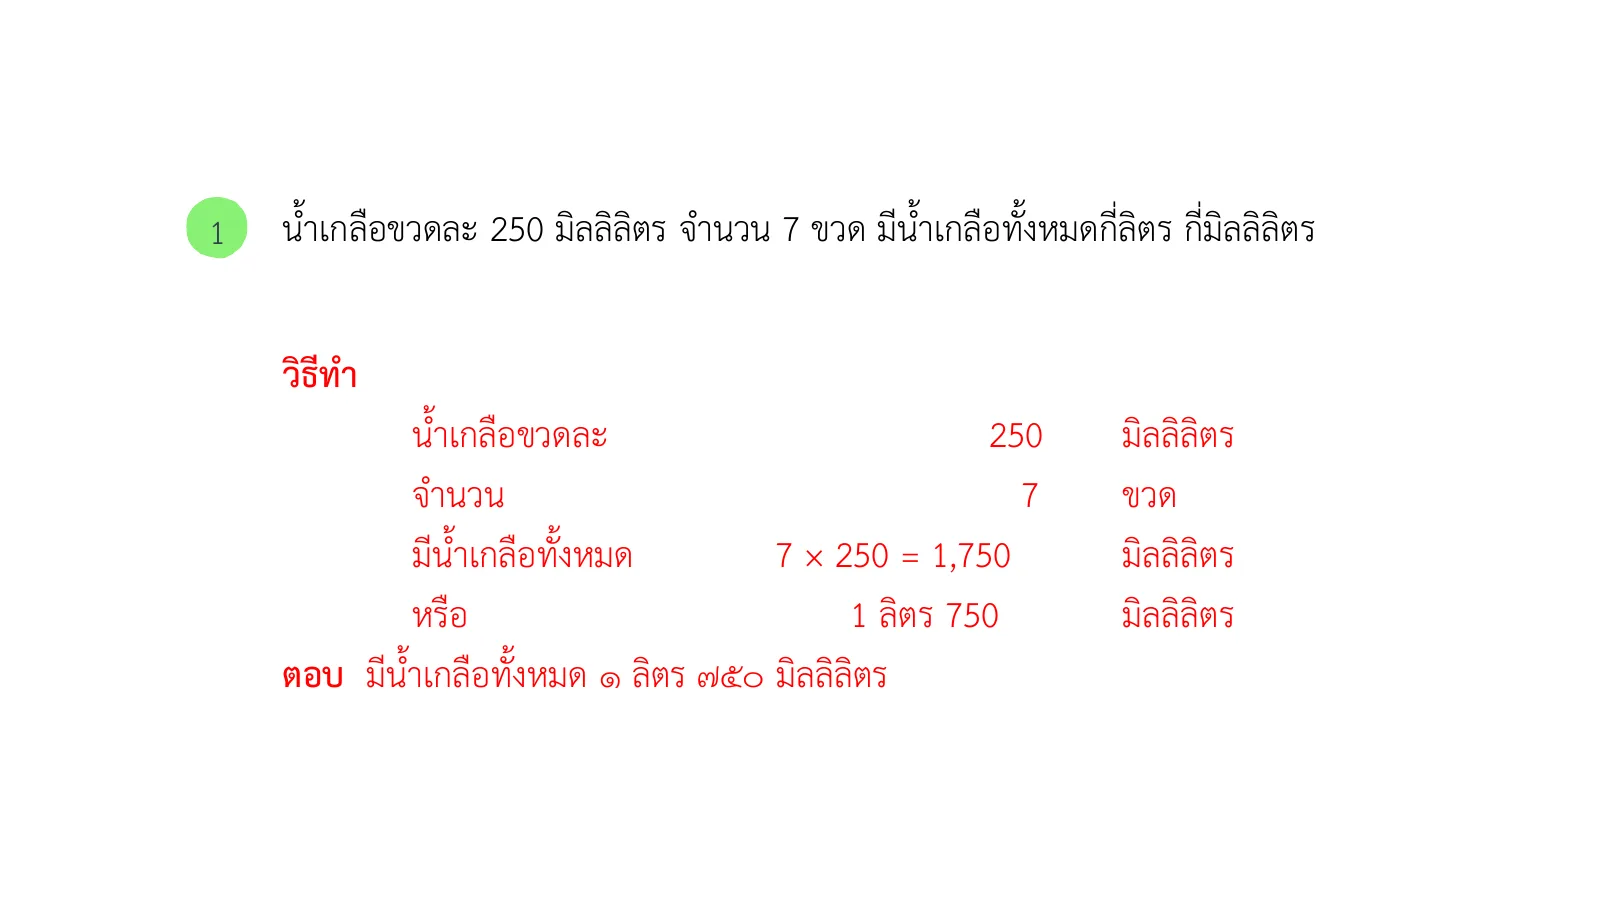 1 น้ำเกลือขวดละ 250 มิลลิลิตร จำนวน 7 ขวด มีน้ำเกลือทั้งหมดกี่ลิตร กี่มิลลิลิตร
วิธีทำ
น้ำเกลือขวดละ 250 มิลลิลิตร
จำนวน 7 ขวด
มีน้ำเกลือทั้งหมด 7 × 250 = 1,750 มิลลิลิตร
หรือ 1 ลิตร 750 มิลลิลิตร
ตอบ มีน้ำเกลือทั้งหมด ๑ ลิตร ๗๕๐ มิลลิลิตร